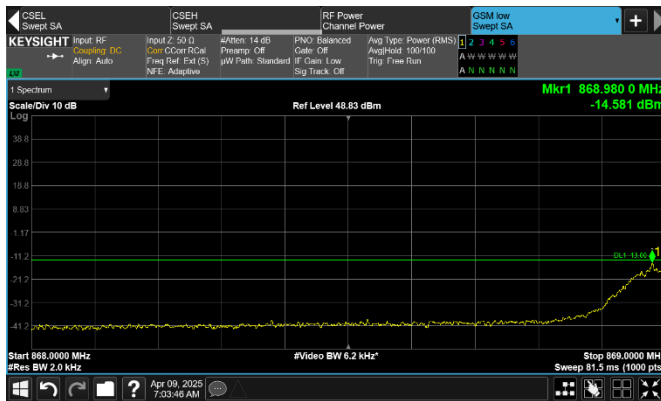 CSEL
Swept SA
CSEH
Swept SA
RF Power
Channel Power
GSM low
Swept SA
KEYSIGHT
Input: RF
Coupling: DC
Align: Auto
Input Z: 50 Ω
Corr CCorr RCal
Freq Ref: Ext (S)
NFE: Adaptive
#Atten: 14 dB
Preamp: Off
µW Path: Standard
PNO: Balanced
Gate: Off
IF Gain: Low
Sig Track: Off
Avg Type: Power (RMS)
Avg|Hold: 100/100
Trig: Free Run
1 2 3 4 5 6
A W W W W W
A N N N N N
1 Spectrum
Scale/Div 10 dB
Ref Level 48.83 dBm
Mkr1 868.980 0 MHz
-14.581 dBm
Log
38.8
28.8
18.8
8.83
1.17
-11.2
-21.2
-31.2
-41.2
DL1 -13.00
1
Start 868.0000 MHz
#Video BW 6.2 kHz*
Stop 869.0000 MH
#Res BW 2.0 kHz
Sweep 81.5 ms (1000 pts
?
Apr 09, 2025
7:03:46 AM